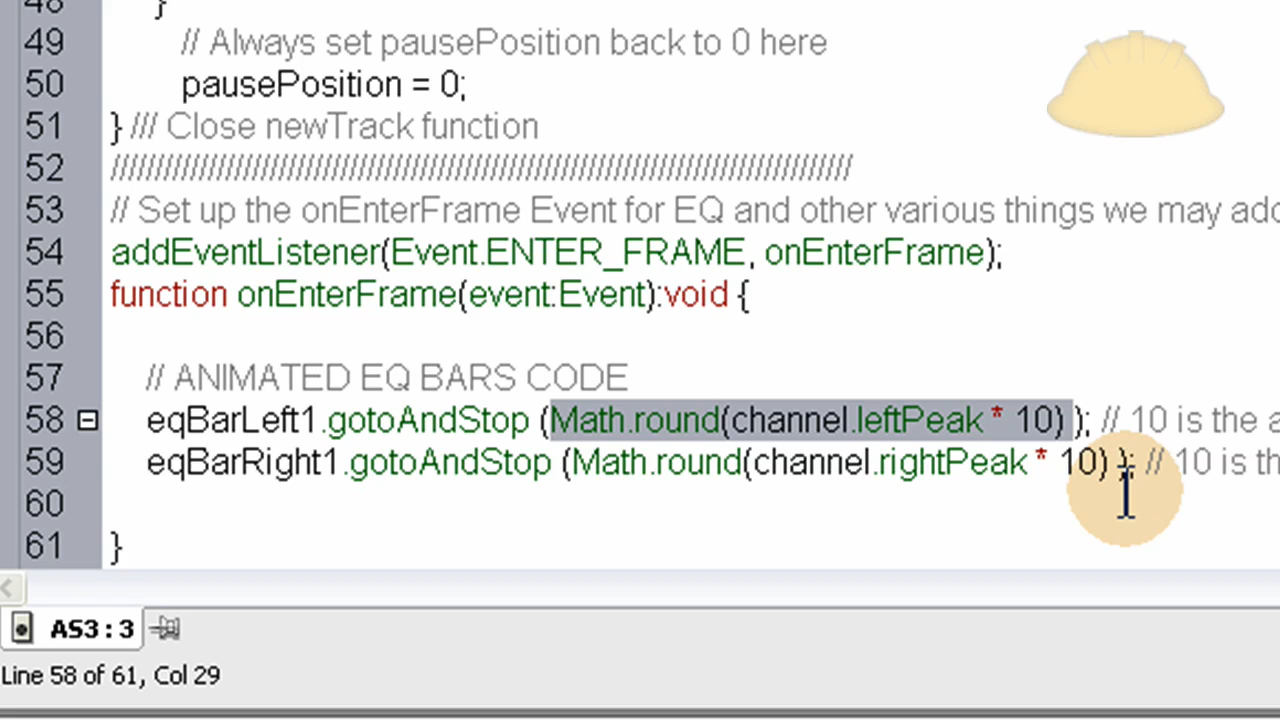 48 }
49 // Always set pausePosition back to 0 here
50 pausePosition = 0;
51 } /// Close newTrack function
52 //////////////////////////////////////////////////////////////////////////////////
53 // Set up the onEnterFrame Event for EQ and other various things we may add
54 addEventListener(Event.ENTER_FRAME, onEnterFrame);
55 function onEnterFrame(event:Event):void {
56
57 // ANIMATED EQ BARS CODE
58 eqBarLeft1.gotoAndStop (Math.round(channel.leftPeak * 10) ); // 10 is the a
59 eqBarRight1.gotoAndStop (Math.round(channel.rightPeak * 10) ); // 10 is th
60
61 }
AS3 : 3
Line 58 of 61, Col 29